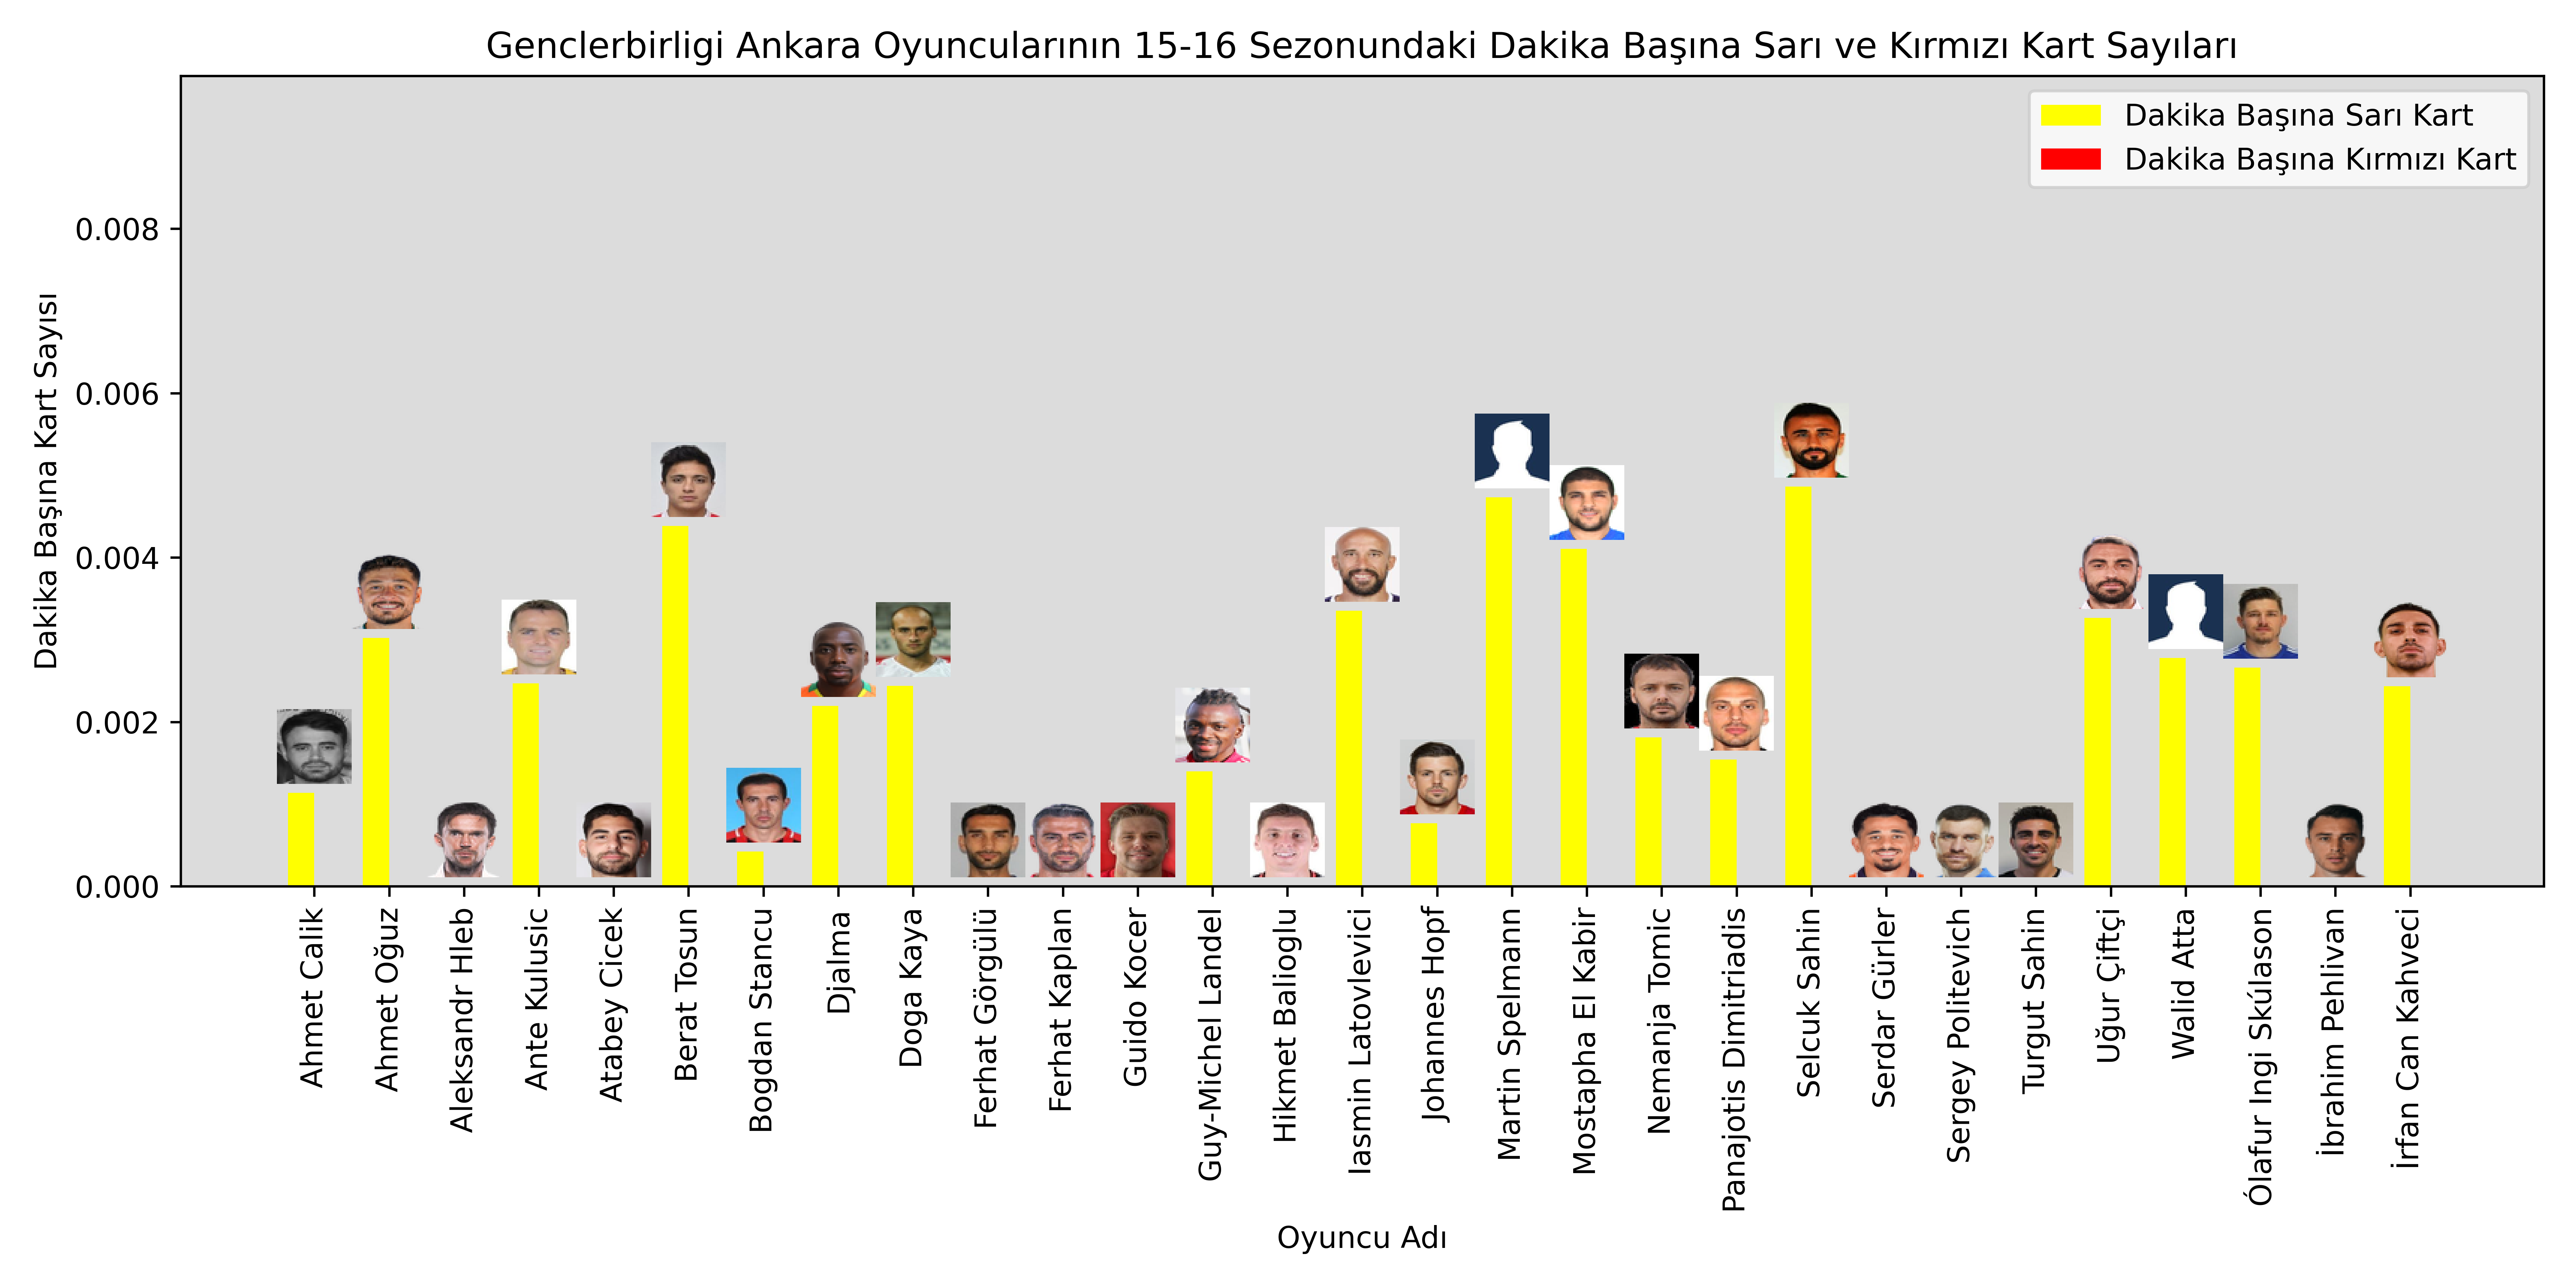 Genclerbirligi Ankara Oyuncularının 15-16 Sezonundaki Dakika Başına Sarı ve Kırmızı Kart Sayıları
Dakika Başına Sarı Kart
Dakika Başına Kırmızı Kart
Dakika Başına Kart Sayısı
0.008
0.006
0.004
0.002
0.000
Ahmet Calik
Ahmet Oğuz
Aleksandr Hleb
Ante Kulusic
Atabey Cicek
Berat Tosun
Bogdan Stancu
Djalma
Doga Kaya
Ferhat Görgülü
Ferhat Kaplan
Guido Kocer
Guy-Michel Landel
Hikmet Balioglu
Iasmin Latovlevici
Johannes Hopf
Martin Spelmann
Mostapha El Kabir
Nemanja Tomic
Panajotis Dimitriadis
Selcuk Sahin
Serdar Gürler
Sergey Politevich
Turgut Sahin
Uğur Çiftçi
Walid Atta
Ólafur Ingi Skúlason
İbrahim Pehlivan
İrfan Can Kahveci
Oyuncu Adı